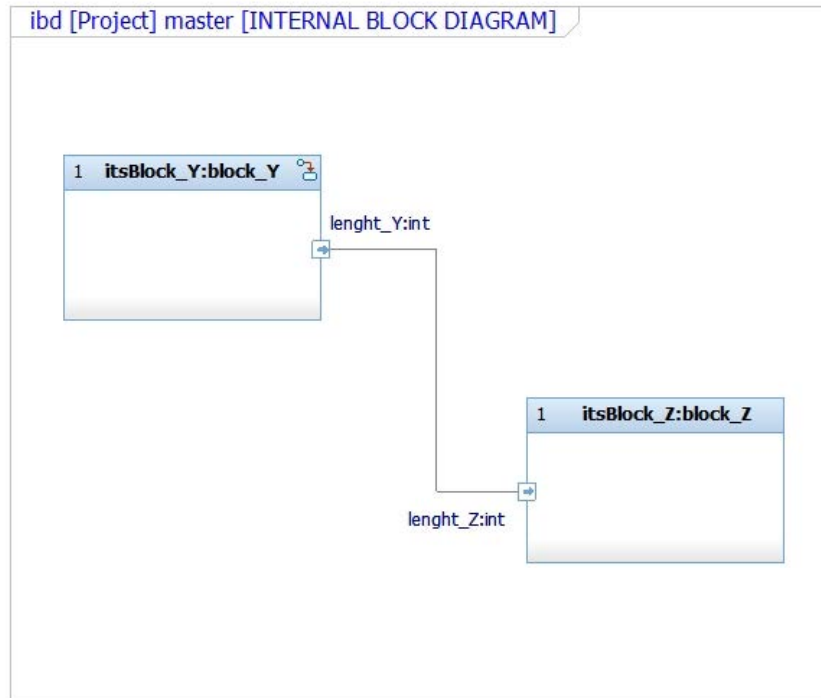 ibd [Project] master [INTERNAL BLOCK DIAGRAM]
1 itsBlock_Y:block_Y
lenght_Y:int
1 itsBlock_Z:block_Z
lenght_Z:int